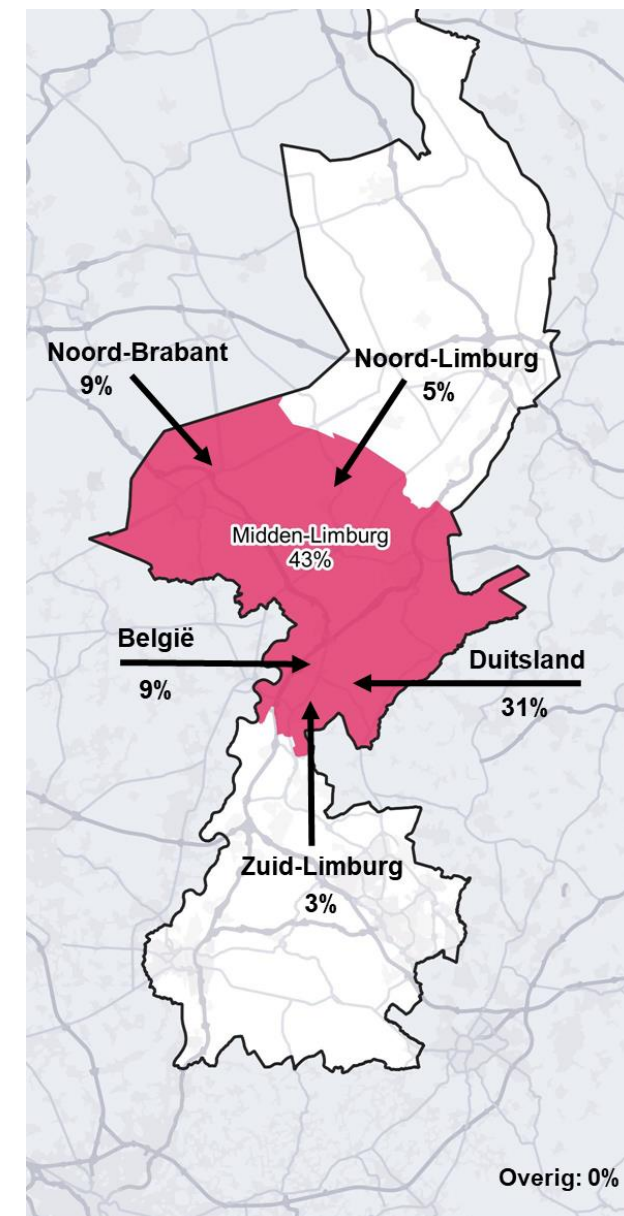 Noord-Brabant
9%
Noord-Limburg
5%
Midden-Limburg
43%
België
9%
Duitsland
31%
Zuid-Limburg
3%
Overig: 0%